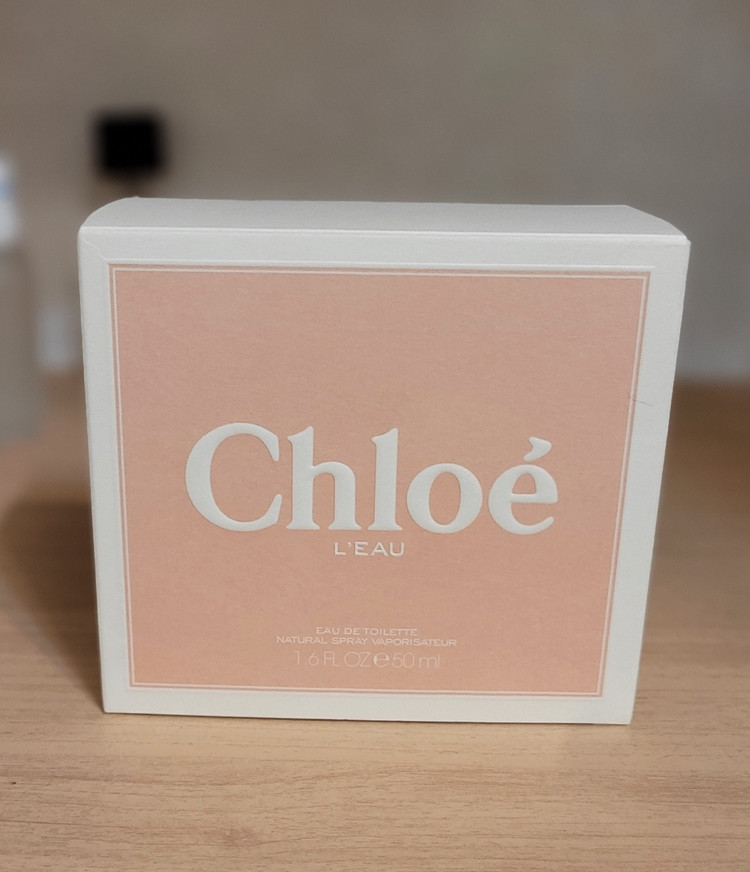 Chloé
L'EAU
EAU DE TOILETTE
NATURAL SPRAY VAPORISATEUR
1.6 FL OZ ℮ 50 ml